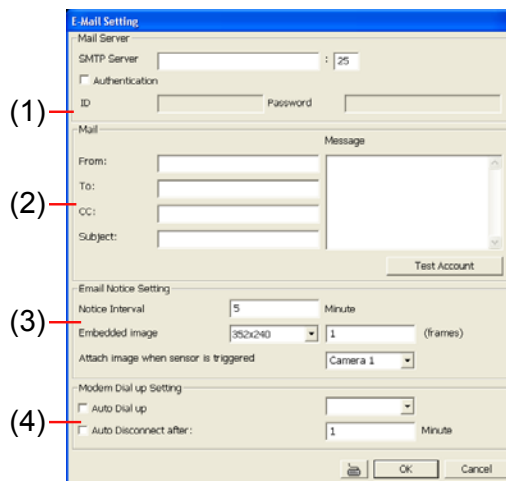 E-Mail Setting
Mail Server
SMTP Server : 25
Authentication
(1)
ID Password
Mail
Message
From:
To:
(2)
CC:
Subject:
Test Account
Email Notice Setting
Notice Interval 5 Minute
(3)
Embedded image 352x240 1 (frames)
Attach image when sensor is triggered Camera 1
Modem Dial up Setting
Auto Dial up
(4)
Auto Disconnect after: 1 Minute
OK Cancel